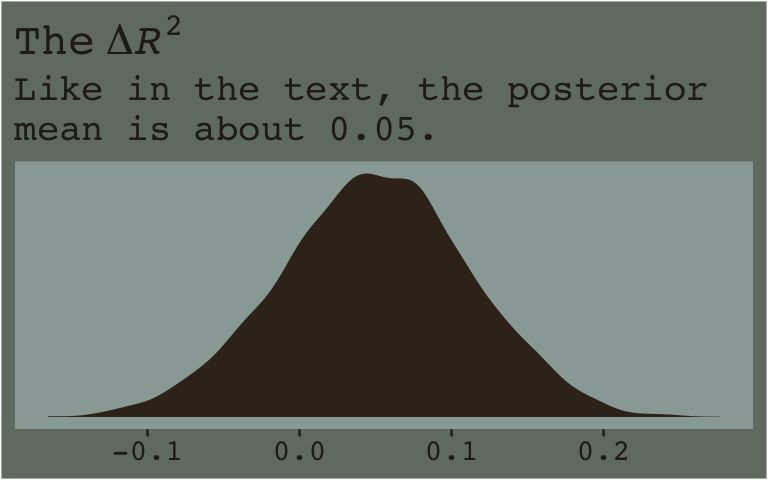 The ΔR²
Like in the text, the posterior
mean is about 0.05.
−0.1 0.0 0.1 0.2